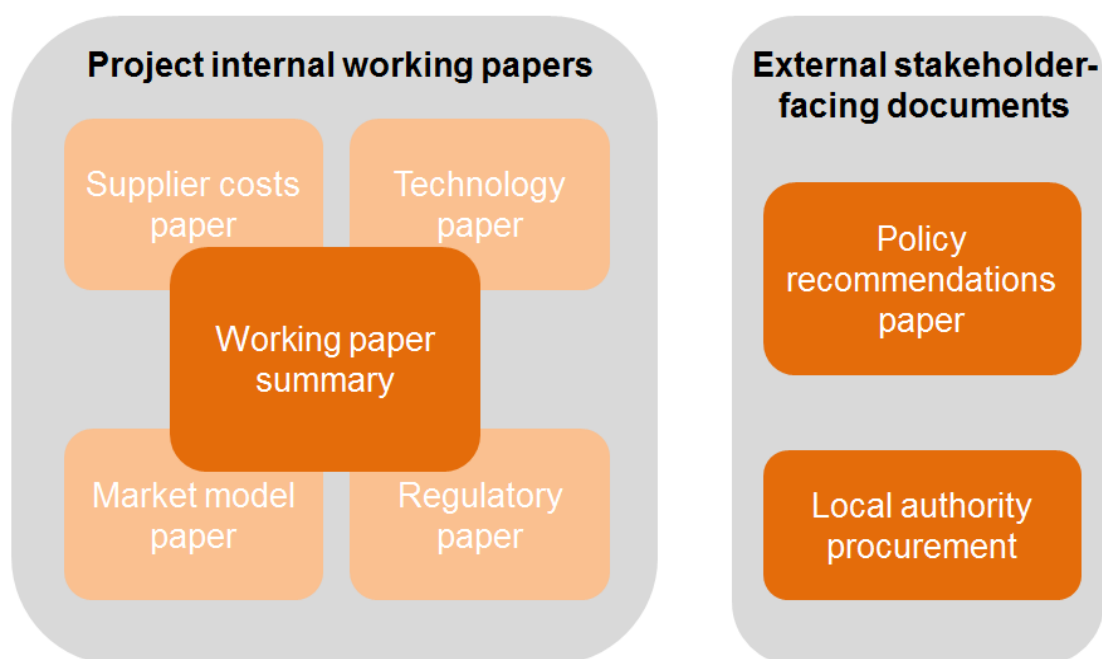 Project internal working papers
Supplier costs
paper
Technology
paper
Working paper
summary
Market model
paper
Regulatory
paper
External stakeholder-
facing documents
Policy
recommendations
paper
Local authority
procurement